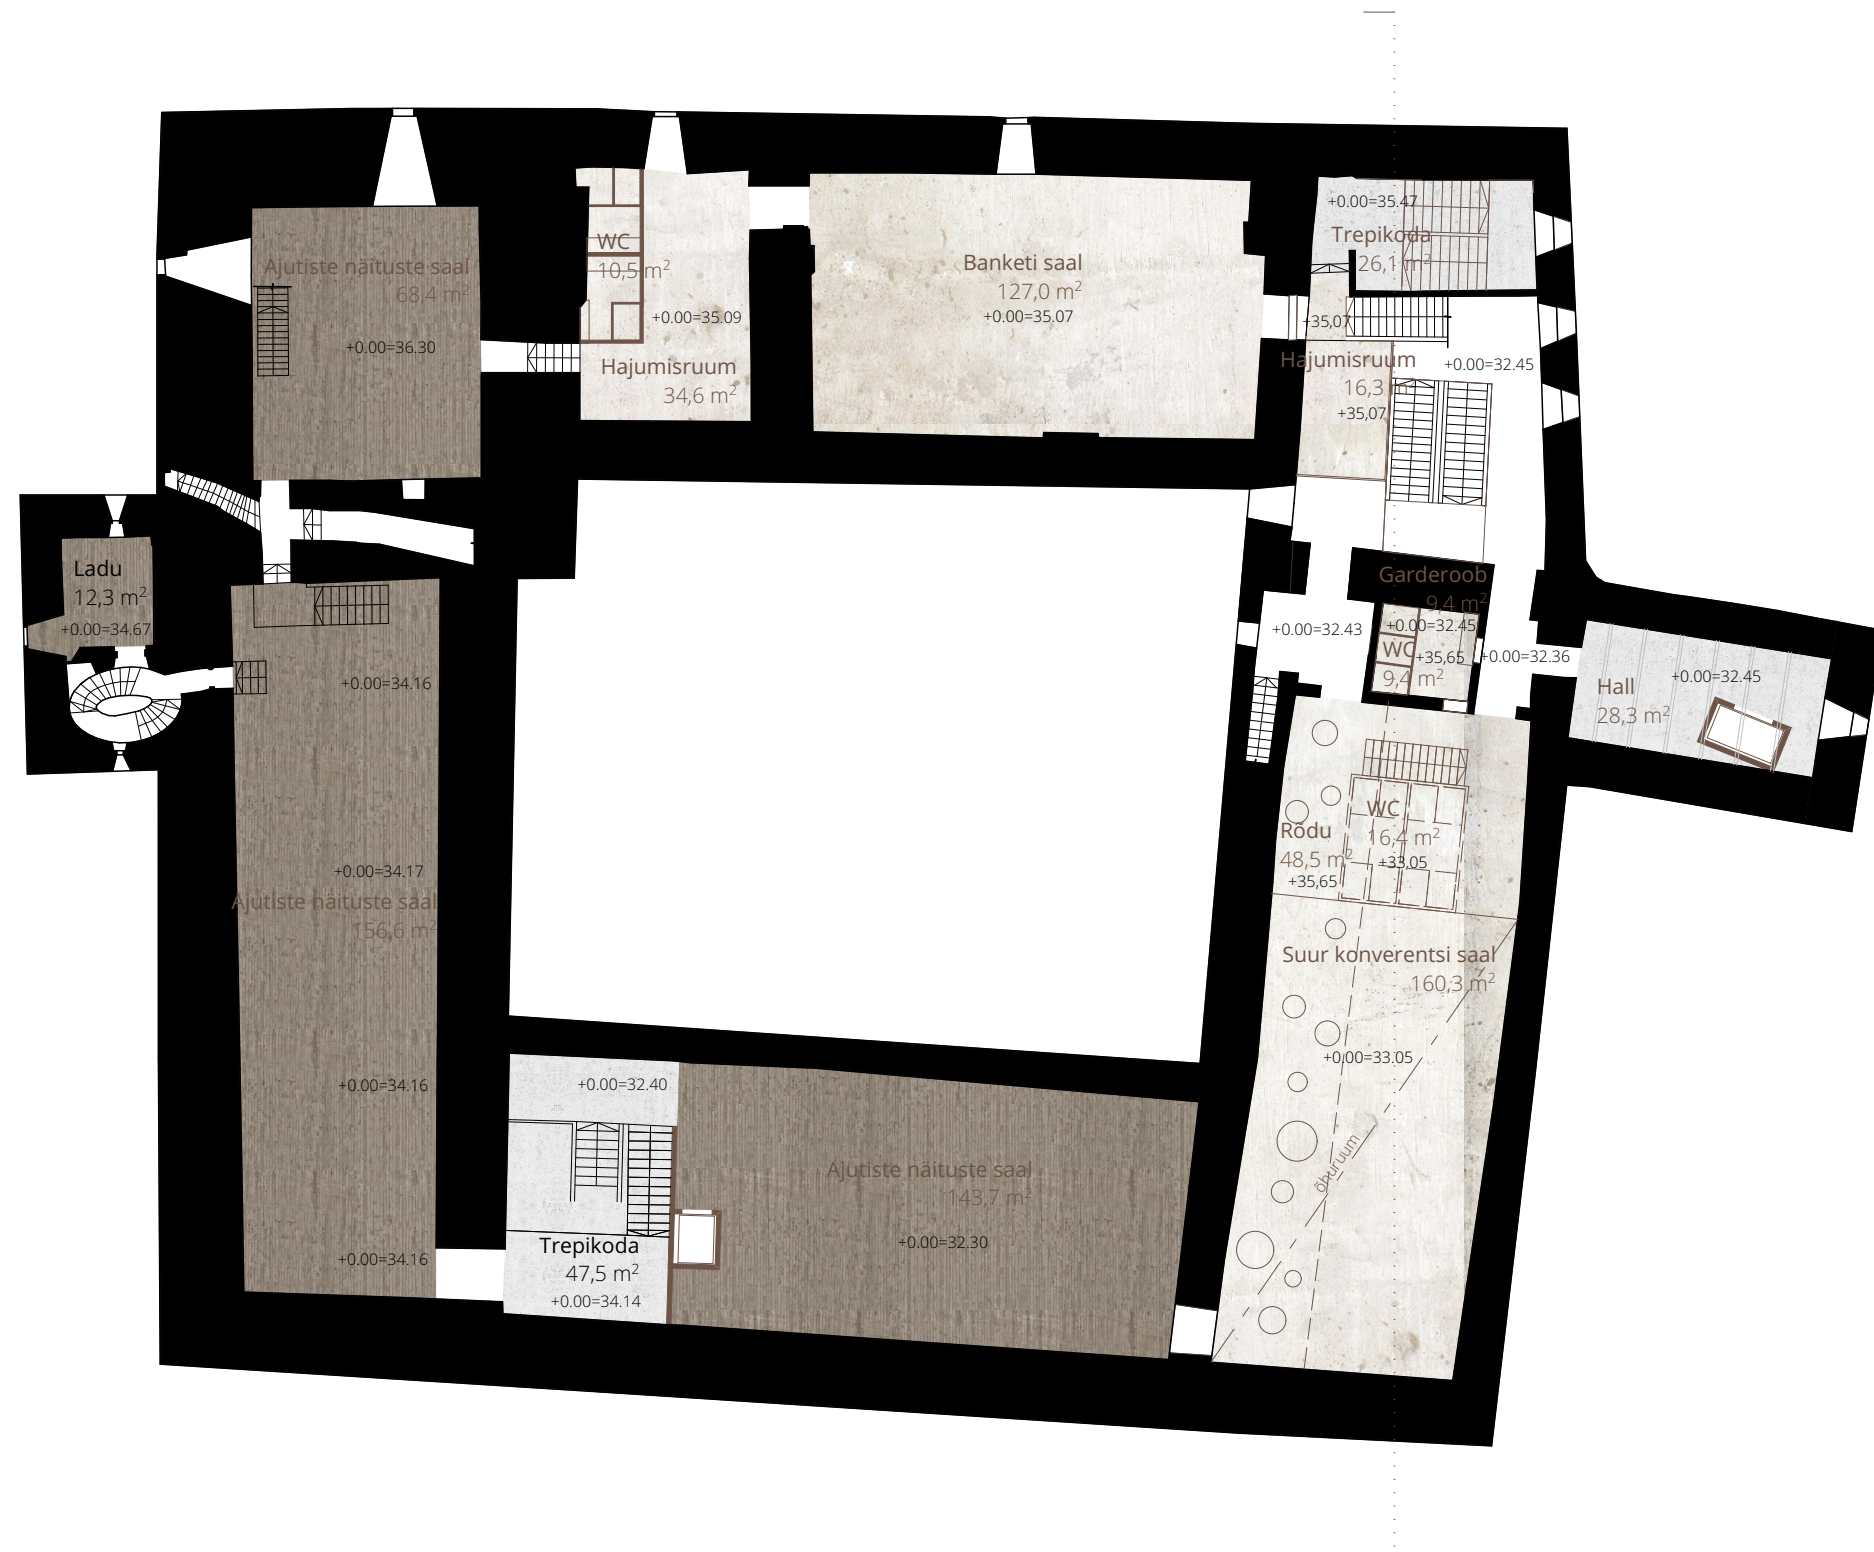 +0.00=35.47
Trepikoda
26,1 m²
WC
10,5 m²
Ajutiste näituste saal
68,4 m²
+0.00=36.30
+0.00=35.09
Hajumisruum
34,6 m²
Banketi saal
127,0 m²
+0.00=35.07
+35,07
Hajumisruum
16,3 m²
+35,07
+0.00=32.45
Ladu
12,3 m²
+0.00=34.67
Garderoob
9,4 m²
+0.00=32.45
+0.00=32.43
WC
9,4 m²
+35,65
+0.00=32.36
Hall
28,3 m²
+0.00=32.45
+0.00=34.16
WC
16,4 m²
+33,05
Rõdu
48,5 m²
+35,65
+0.00=34.17
Ajutiste näituste saal
156,6 m²
Suur konverentsi saal
160,3 m²
+0.00=33.05
+0.00=34.16
+0.00=32.40
õhuruum
Ajutiste näituste saal
143,7 m²
+0.00=32.30
Trepikoda
47,5 m²
+0.00=34.14
+0.00=34.16